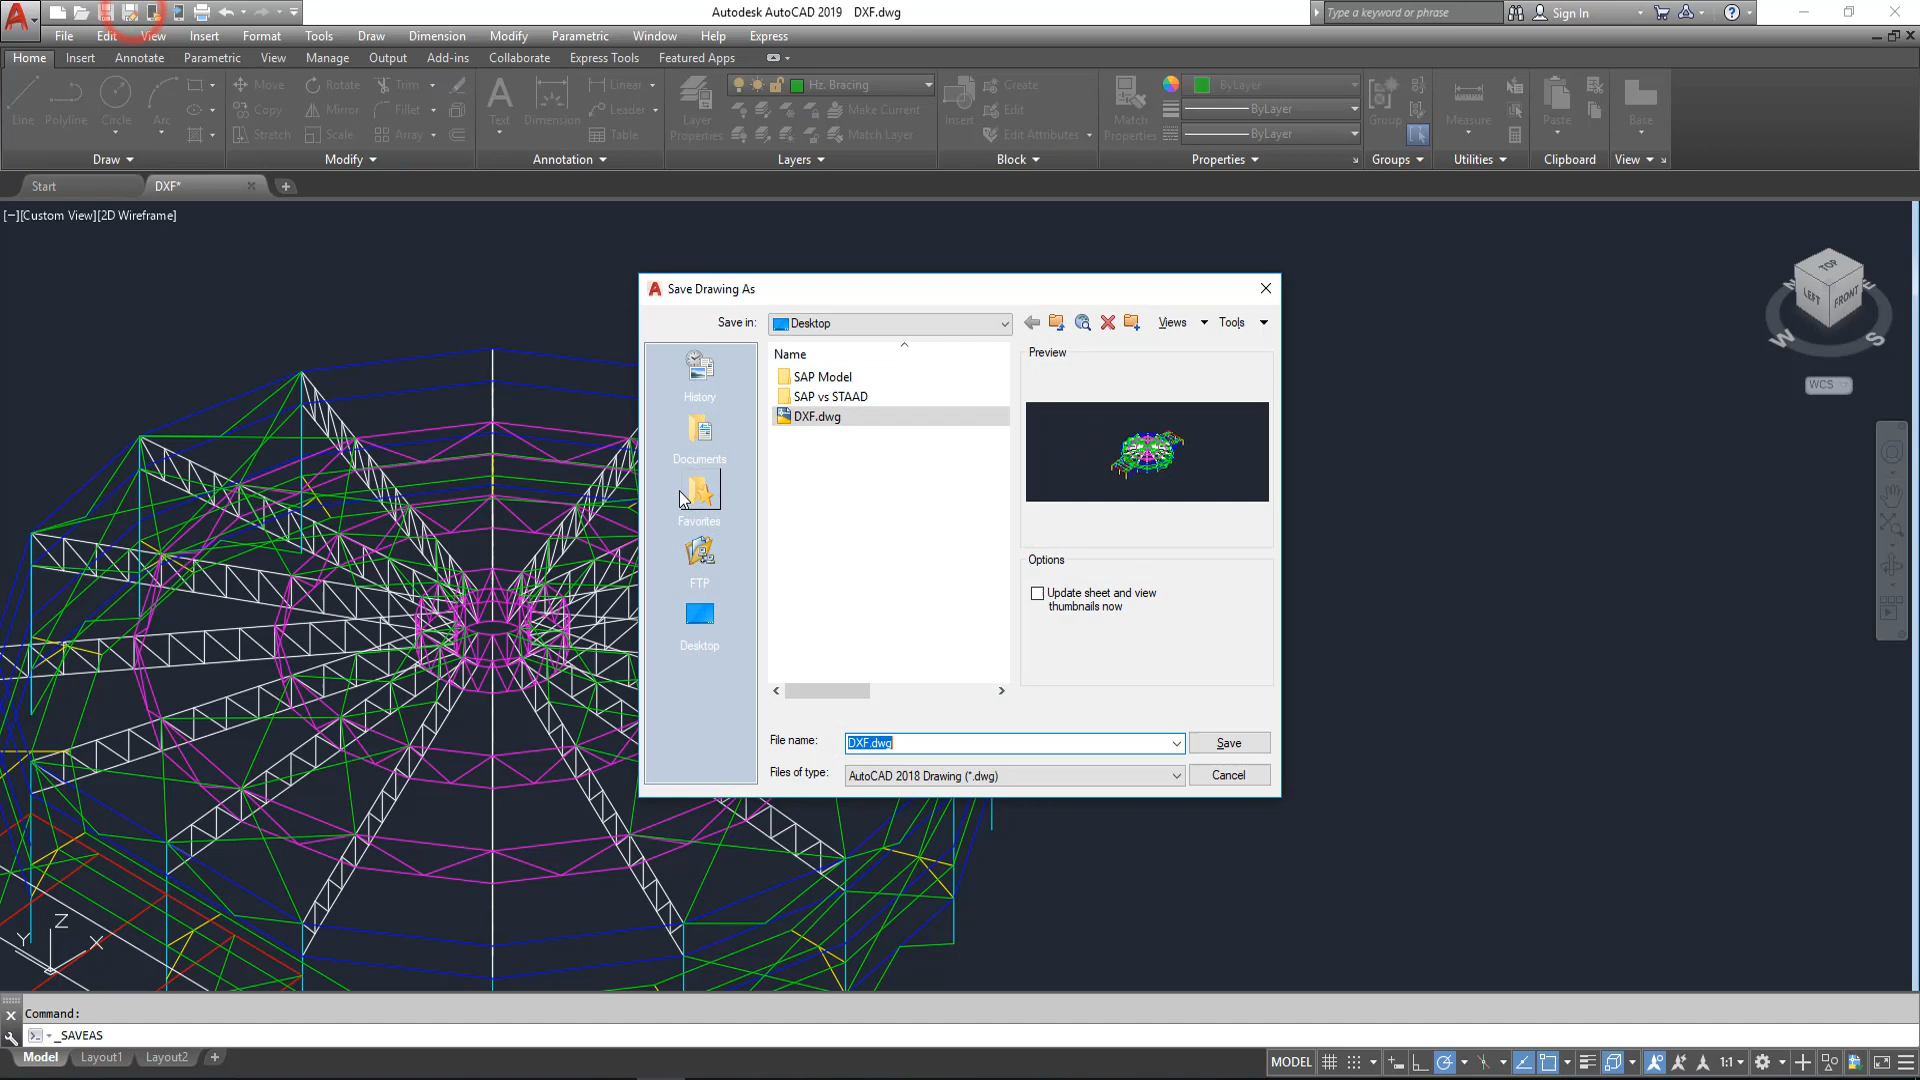 Autodesk AutoCAD 2019 DXF.dwg
Type a keyword or phrase
Sign In
File Edit View Insert Format Tools Draw Dimension Modify Parametric Window Help Express
Home Insert Annotate Parametric View Manage Output Add-ins Collaborate Express Tools Featured Apps
Line Polyline Circle Arc
Move Rotate Trim
Copy Mirror Fillet
Stretch Scale Array
Text Dimension
Linear
Leader
Table
Layer
Properties
Hz. Bracing
Make Current
Match Layer
Insert
Create
Edit
Edit Attributes
Match
Properties
ByLayer
ByLayer
ByLayer
Group
Measure
Paste
Base
Draw Modify Annotation Layers Block Properties Groups Utilities Clipboard View
Start DXF*
[−][Custom View][2D Wireframe]
TOP
LEFT FRONT
W S
WCS
Save Drawing As
Save in: Desktop Views Tools
History
Documents
Favorites
FTP
Desktop
Name
SAP Model
SAP vs STAAD
DXF.dwg
Preview
Options
Update sheet and view
thumbnails now
File name: DXF.dwg Save
Files of type: AutoCAD 2018 Drawing (*.dwg) Cancel
Z
Y X
Command:
_SAVEAS
Model Layout1 Layout2
MODEL 1:1